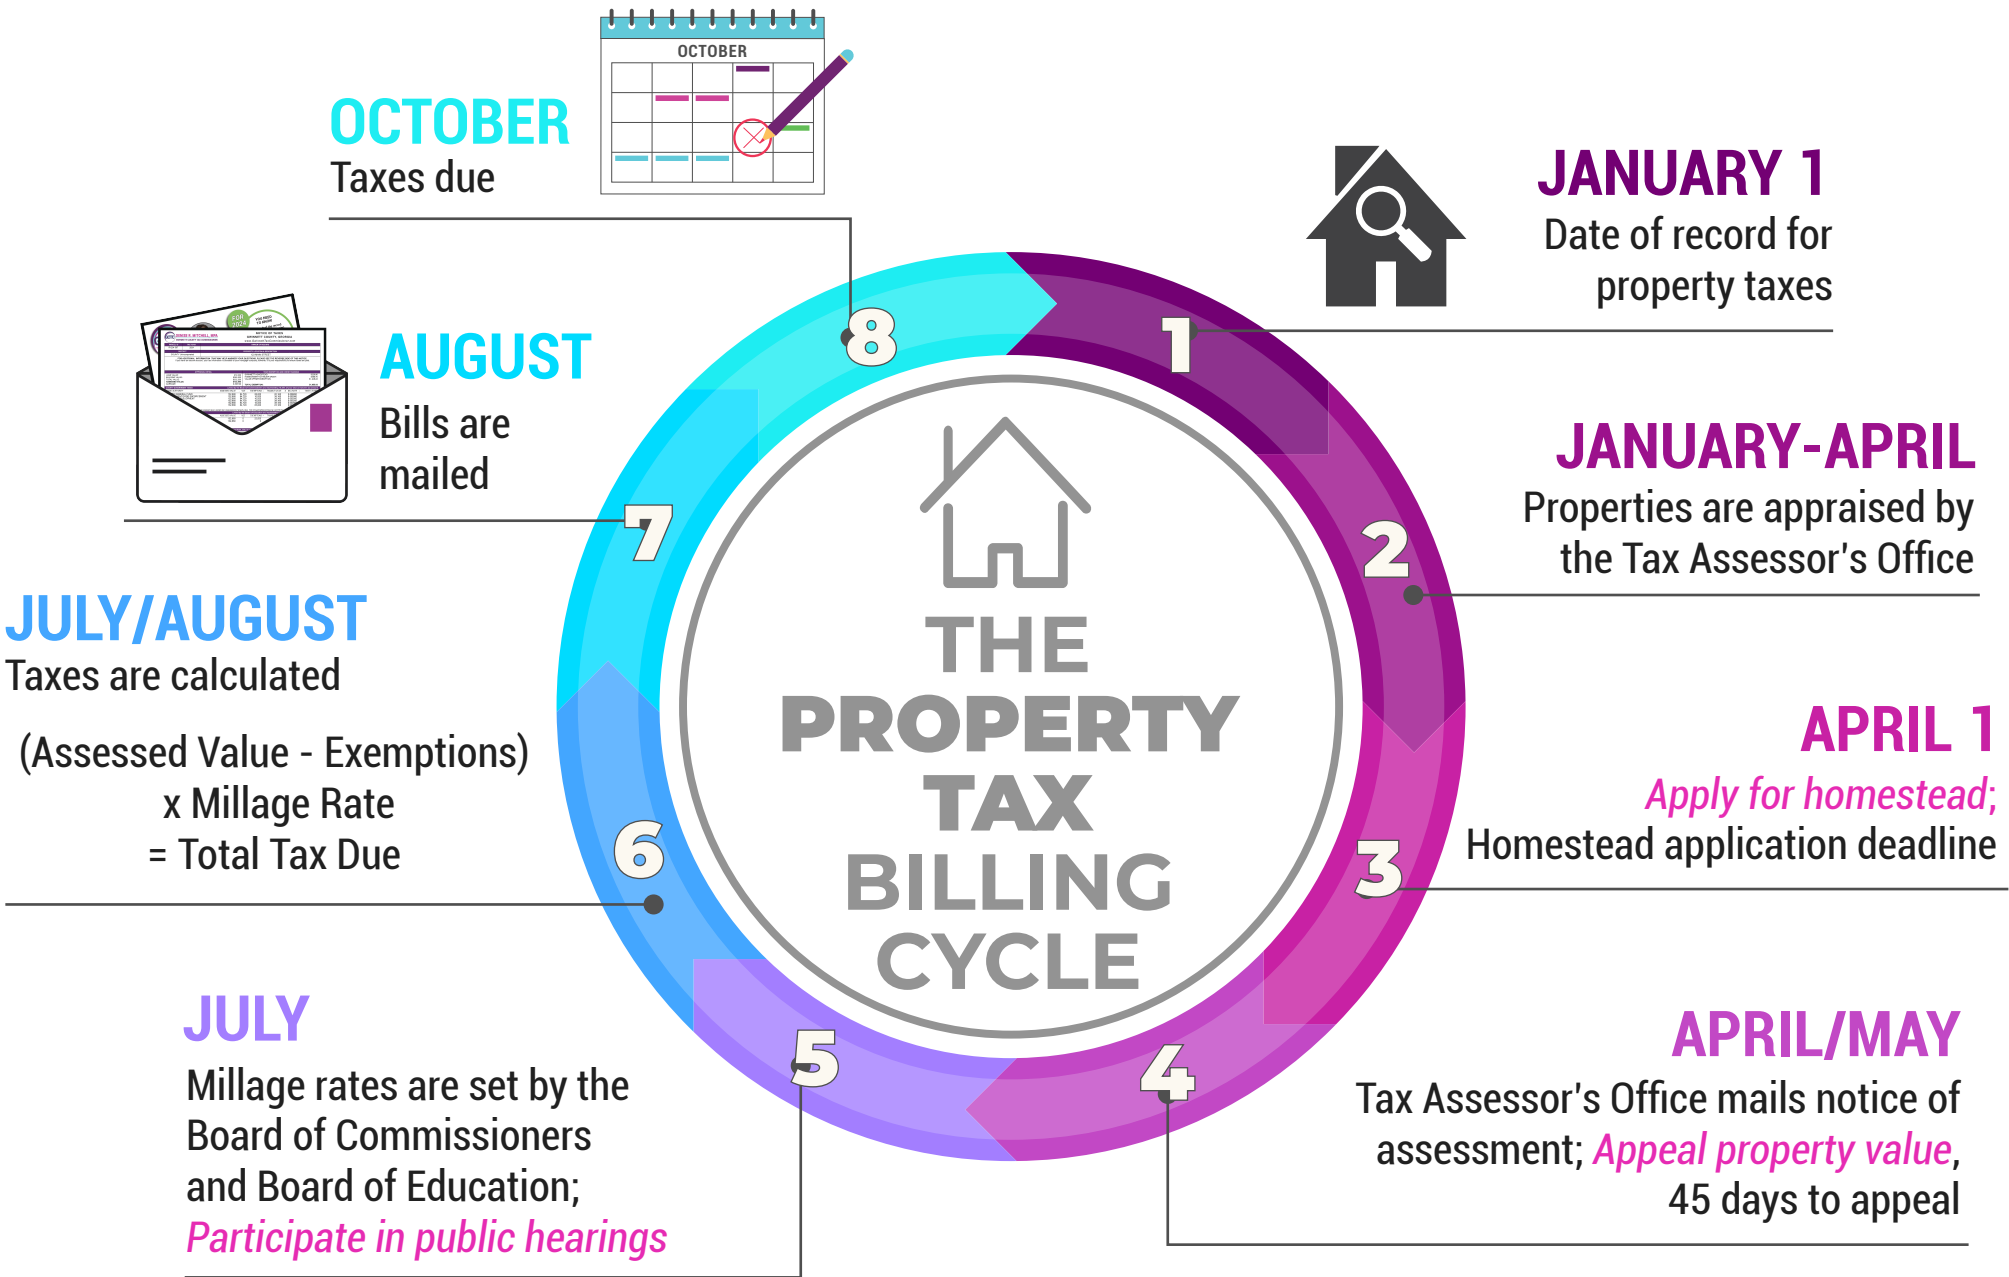 OCTOBER
OCTOBER
Taxes due
JANUARY 1
Date of record for
property taxes
FOR
2024
AUGUST
Bills are
mailed
JANUARY-APRIL
Properties are appraised by
the Tax Assessor's Office
JULY/AUGUST
Taxes are calculated
(Assessed Value - Exemptions)
x Millage Rate
= Total Tax Due
APRIL 1
Apply for homestead;
Homestead application deadline
JULY
Millage rates are set by the
Board of Commissioners
and Board of Education;
Participate in public hearings
APRIL/MAY
Tax Assessor's Office mails notice of
assessment; Appeal property value,
45 days to appeal
THE
PROPERTY
TAX
BILLING
CYCLE
1
2
3
4
5
6
7
8